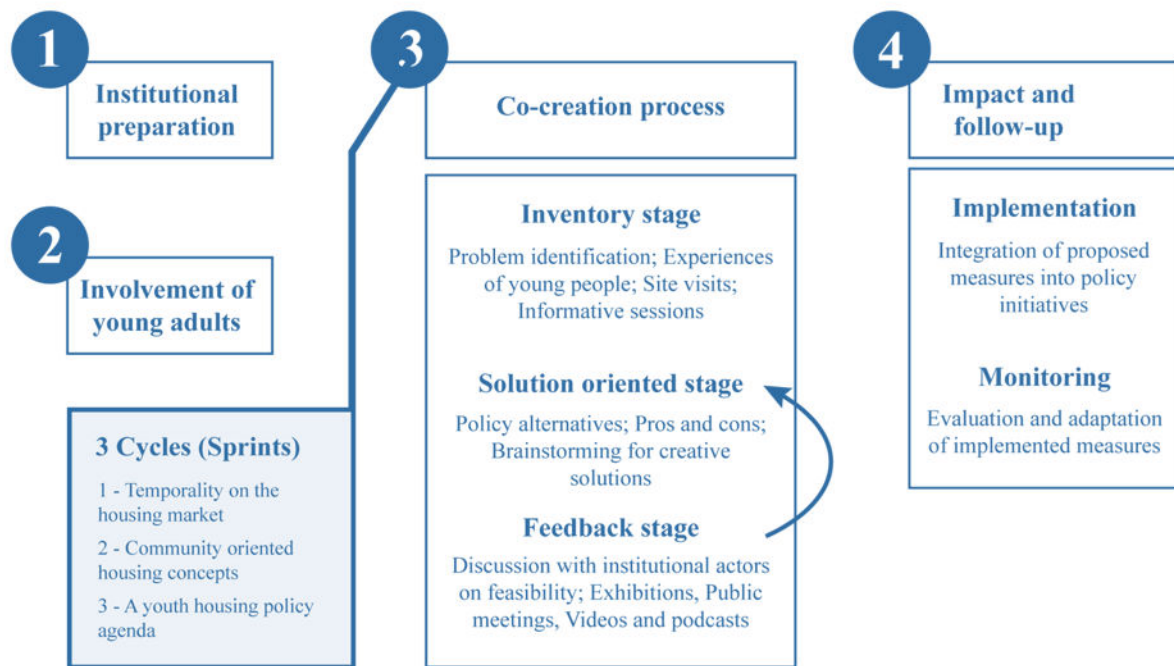 1
Institutional
preparation
2
Involvement of
young adults
3 Cycles (Sprints)
1 - Temporality on the
housing market
2 - Community oriented
housing concepts
3 - A youth housing policy
agenda
3
Co-creation process
Inventory stage
Problem identification; Experiences
of young people; Site visits;
Informative sessions
Solution oriented stage
Policy alternatives; Pros and cons;
Brainstorming for creative
solutions
Feedback stage
Discussion with institutional actors
on feasibility; Exhibitions, Public
meetings, Videos and podcasts
4
Impact and
follow-up
Implementation
Integration of proposed
measures into policy
initiatives
Monitoring
Evaluation and adaptation
of implemented measures